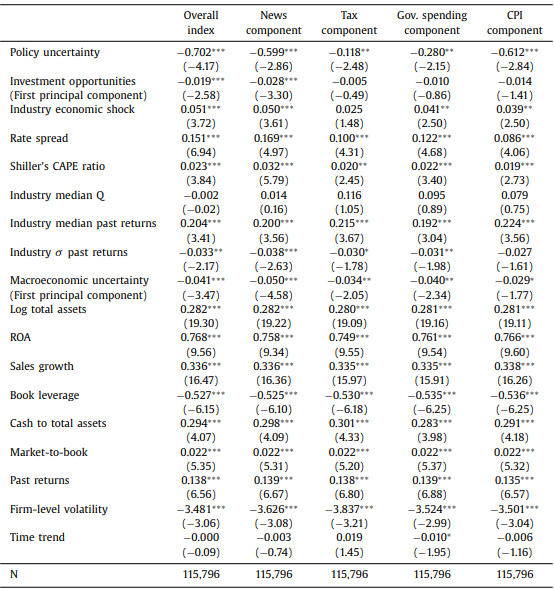 Overall index News component Tax component Gov. spending component CPI component
Policy uncertainty −0.702*** −0.599*** −0.118** −0.280** −0.612***
(−4.17) (−2.86) (−2.48) (−2.15) (−2.84)
Investment opportunities −0.019*** −0.028*** −0.005 −0.010 −0.014
(First principal component) (−2.58) (−3.30) (−0.49) (−0.86) (−1.41)
Industry economic shock 0.051*** 0.050*** 0.025 0.041** 0.039**
(3.72) (3.61) (1.48) (2.50) (2.50)
Rate spread 0.151*** 0.169*** 0.100*** 0.122*** 0.086***
(6.94) (4.97) (4.31) (4.68) (4.06)
Shiller's CAPE ratio 0.023*** 0.032*** 0.020** 0.022*** 0.019***
(3.84) (5.79) (2.45) (3.40) (2.73)
Industry median Q −0.002 0.014 0.116 0.095 0.079
(−0.02) (0.16) (1.05) (0.89) (0.75)
Industry median past returns 0.204*** 0.200*** 0.215*** 0.192*** 0.224***
(3.41) (3.56) (3.67) (3.04) (3.56)
Industry σ past returns −0.033** −0.038*** −0.030* −0.031** −0.027
(−2.17) (−2.63) (−1.78) (−1.98) (−1.61)
Macroeconomic uncertainty −0.041*** −0.050*** −0.034** −0.040** −0.029*
(First principal component) (−3.47) (−4.58) (−2.05) (−2.34) (−1.77)
Log total assets 0.282*** 0.282*** 0.280*** 0.281*** 0.281***
(19.30) (19.22) (19.09) (19.16) (19.11)
ROA 0.768*** 0.758*** 0.749*** 0.761*** 0.766***
(9.56) (9.34) (9.55) (9.54) (9.60)
Sales growth 0.336*** 0.336*** 0.335*** 0.335*** 0.338***
(16.47) (16.36) (15.97) (15.91) (16.26)
Book leverage −0.527*** −0.525*** −0.530*** −0.535*** −0.536***
(−6.15) (−6.10) (−6.18) (−6.25) (−6.25)
Cash to total assets 0.294*** 0.298*** 0.301*** 0.283*** 0.291***
(4.07) (4.09) (4.33) (3.98) (4.18)
Market-to-book 0.022*** 0.022*** 0.022*** 0.022*** 0.022***
(5.35) (5.31) (5.20) (5.37) (5.32)
Past returns 0.138*** 0.139*** 0.138*** 0.139*** 0.135***
(6.56) (6.67) (6.80) (6.88) (6.57)
Firm-level volatility −3.481*** −3.626*** −3.837*** −3.524*** −3.501***
(−3.06) (−3.08) (−3.21) (−2.99) (−3.04)
Time trend −0.000 −0.003 0.019 −0.010* −0.006
(−0.09) (−0.74) (1.45) (−1.95) (−1.16)
N 115,796 115,796 115,796 115,796 115,796